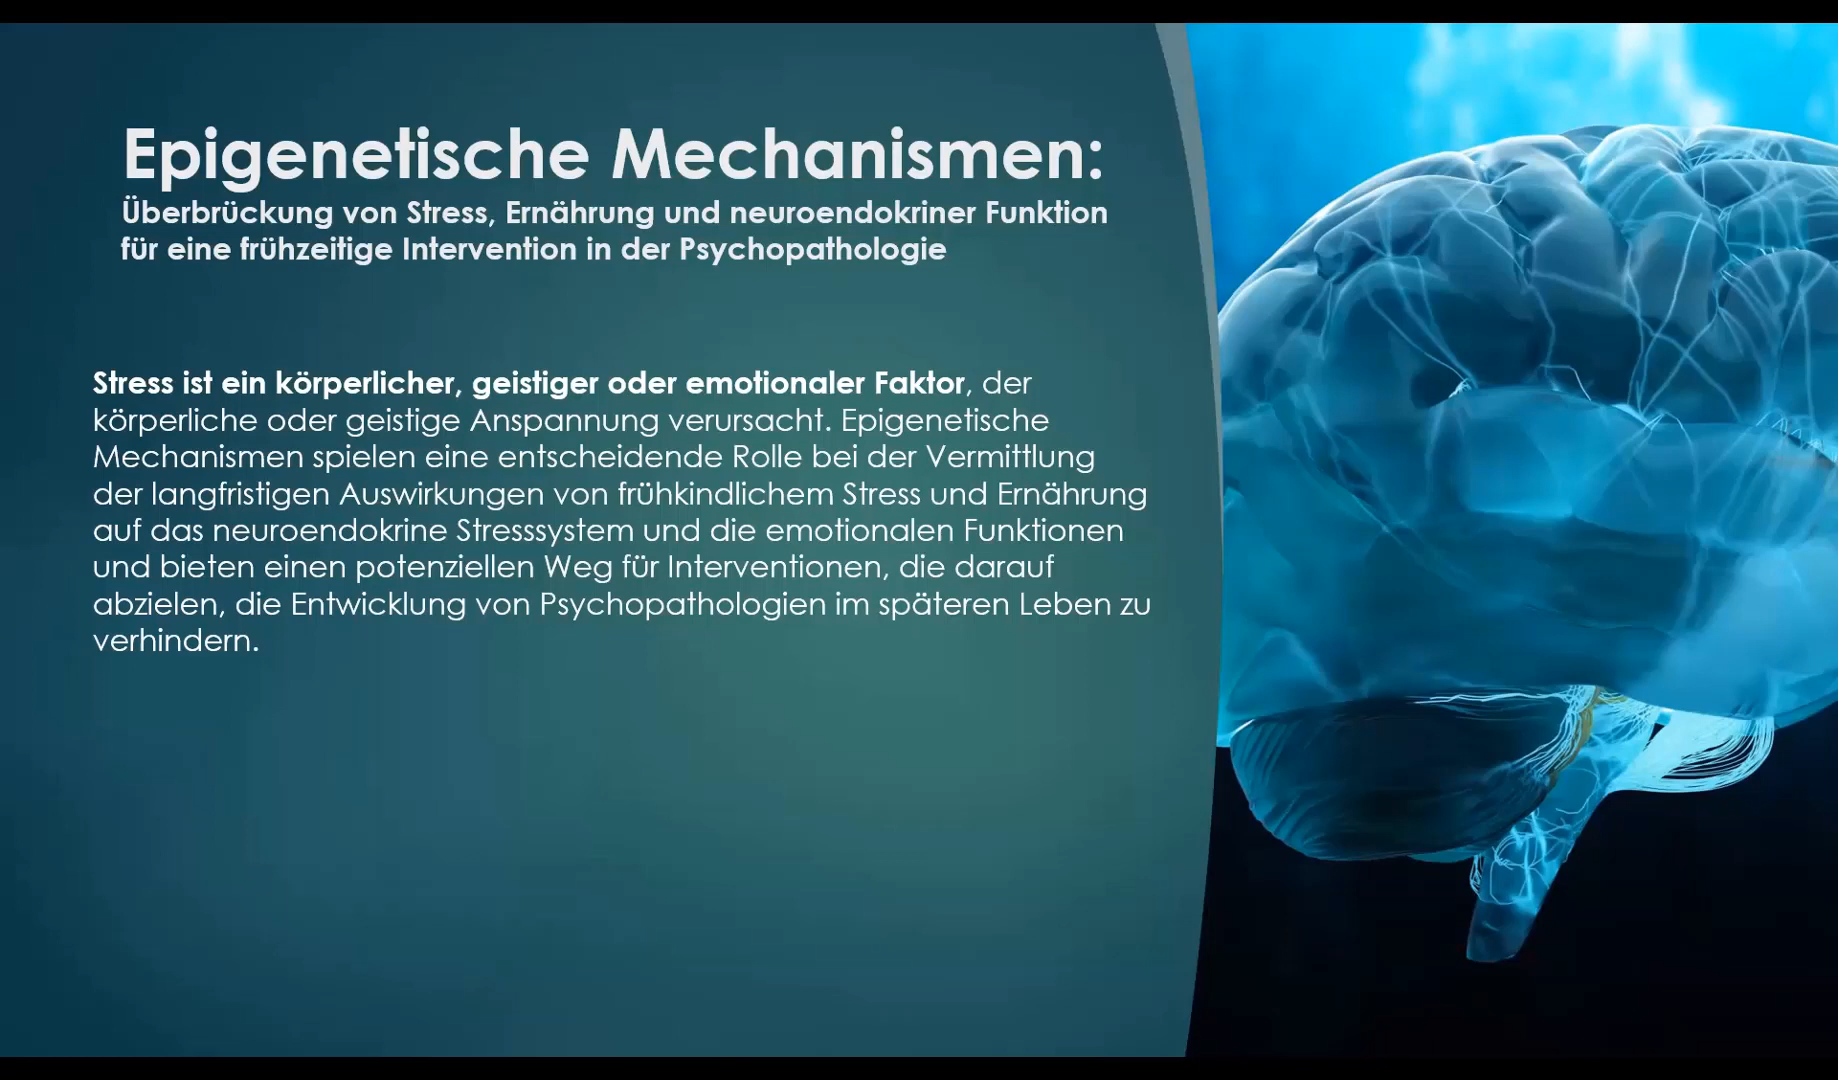 Epigenetische Mechanismen:
Überbrückung von Stress, Ernährung und neuroendokriner Funktion
für eine frühzeitige Intervention in der Psychopathologie
Stress ist ein körperlicher, geistiger oder emotionaler Faktor, der
körperliche oder geistige Anspannung verursacht. Epigenetische
Mechanismen spielen eine entscheidende Rolle bei der Vermittlung
der langfristigen Auswirkungen von frühkindlichem Stress und Ernährung
auf das neuroendokrine Stresssystem und die emotionalen Funktionen
und bieten einen potenziellen Weg für Interventionen, die darauf
abzielen, die Entwicklung von Psychopathologien im späteren Leben zu
verhindern.